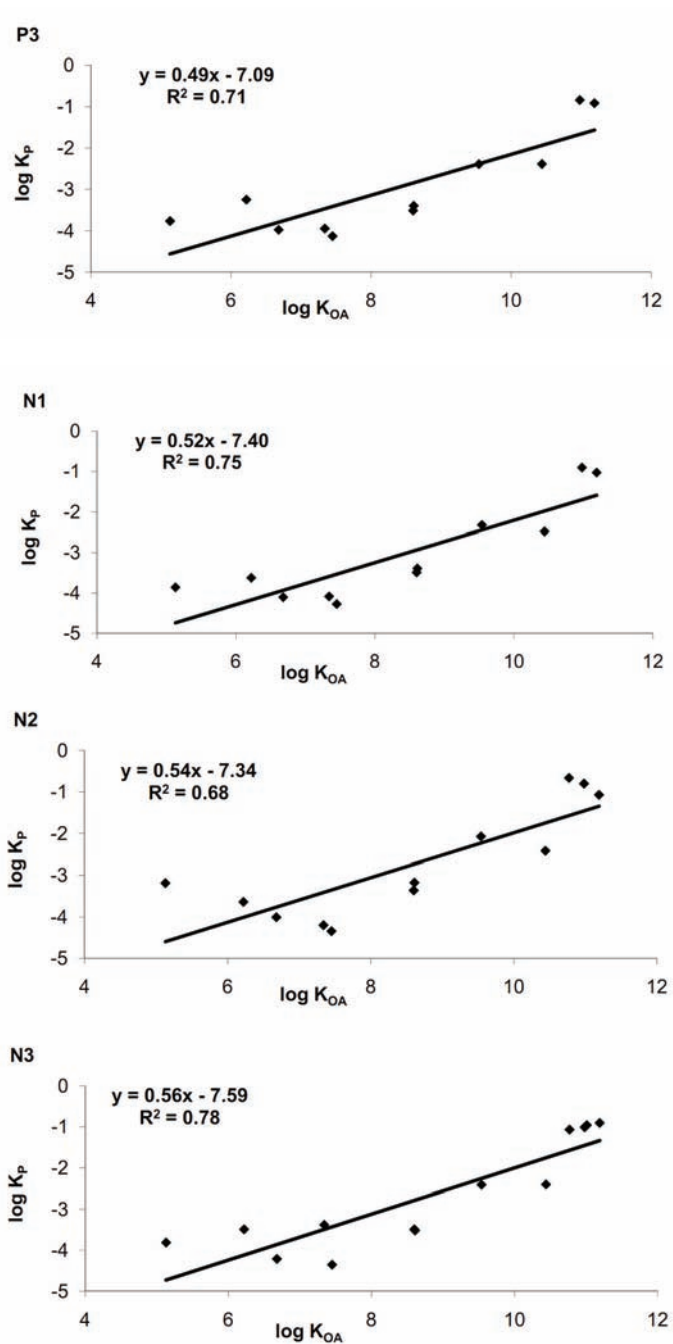 P3
y = 0.49x - 7.09
R² = 0.71
0
-1
-2
-3
-4
-5
log Kₚ
4
6
8
10
12
log K_OA
N1
y = 0.52x - 7.40
R² = 0.75
0
-1
-2
-3
-4
-5
log Kₚ
4
6
8
10
12
log K_OA
N2
y = 0.54x - 7.34
R² = 0.68
0
-1
-2
-3
-4
-5
log Kₚ
4
6
8
10
12
log K_OA
N3
y = 0.56x - 7.59
R² = 0.78
0
-1
-2
-3
-4
-5
log Kₚ
4
6
8
10
12
log K_OA